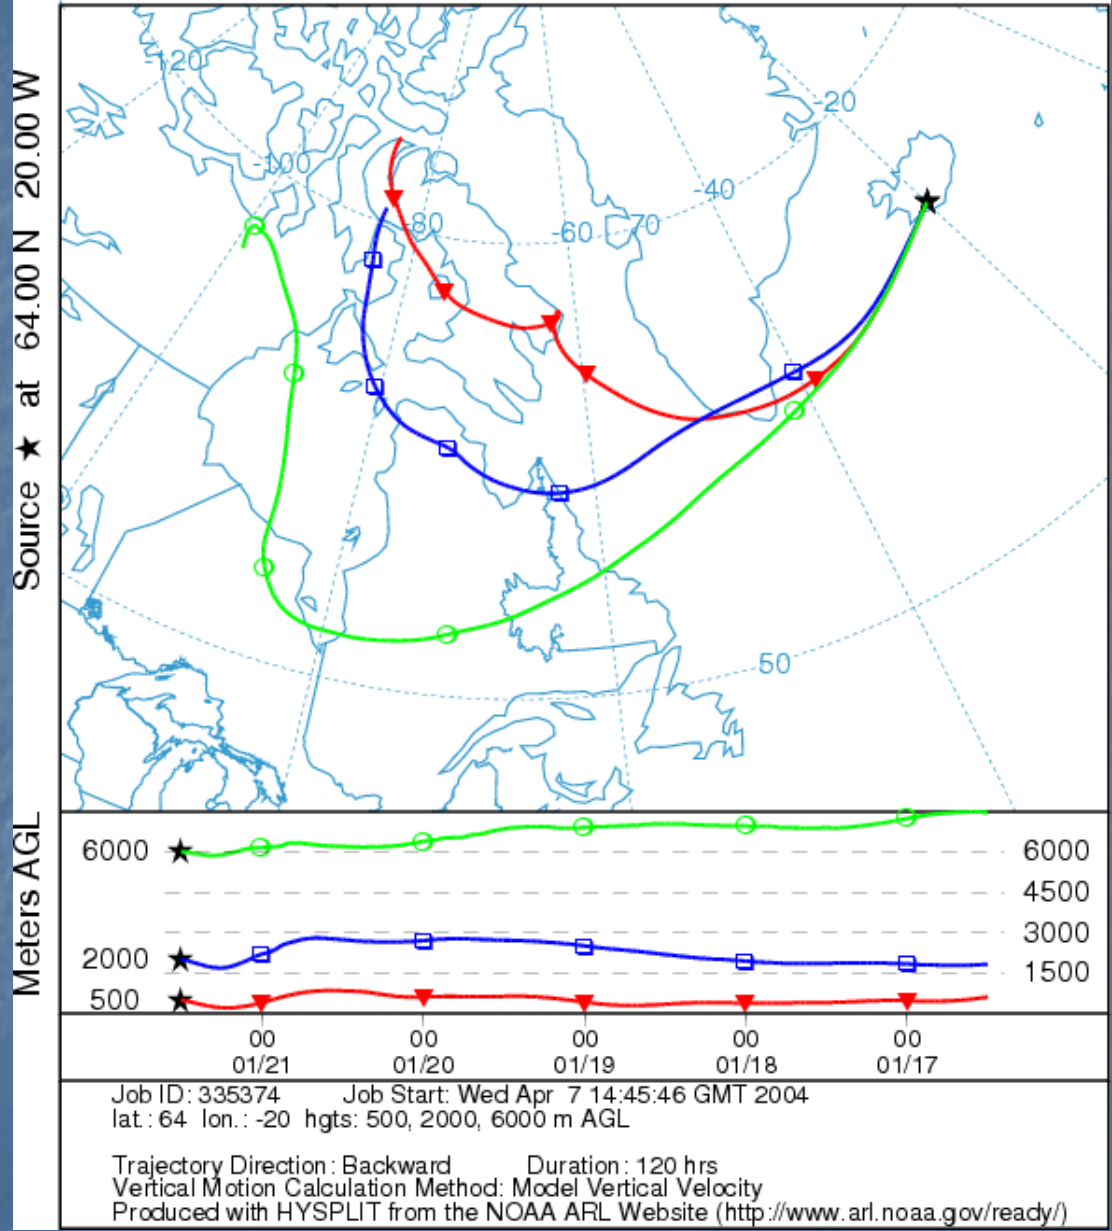 Source ★ at 64.00 N 20.00 W
-120
-20
-100
-40
-80
-60
70
50
Meters AGL
6000
6000
4500
3000
2000
1500
500
00 00 00 00 00
01/21 01/20 01/19 01/18 01/17
Job ID: 335374 Job Start: Wed Apr 7 14:45:46 GMT 2004
lat.: 64 lon.: -20 hgts: 500, 2000, 6000 m AGL
Trajectory Direction: Backward Duration: 120 hrs
Vertical Motion Calculation Method: Model Vertical Velocity
Produced with HYSPLIT from the NOAA ARL Website (http://www.arl.noaa.gov/ready/)